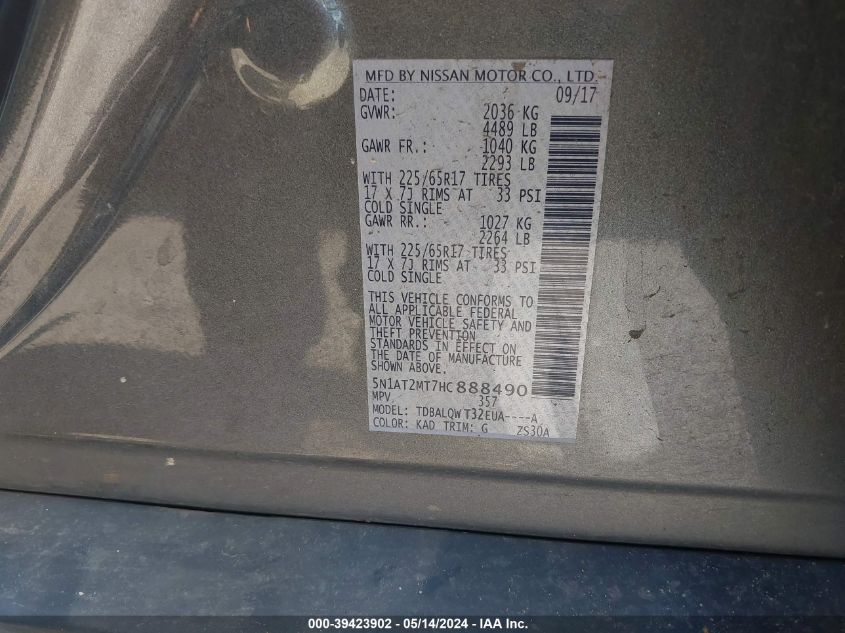 MFD BY NISSAN MOTOR CO., LTD.
DATE: 09/17
GVWR: 2036 KG
4489 LB
GAWR FR.: 1040 KG
2293 LB
WITH 225/65R17 TIRES
17 X 7J RIMS AT 33 PSI
COLD SINGLE
GAWR RR.: 1027 KG
2264 LB
WITH 225/65R17 TIRES
17 X 7J RIMS AT 33 PSI
COLD SINGLE
THIS VEHICLE CONFORMS TO
ALL APPLICABLE FEDERAL
MOTOR VEHICLE SAFETY AND
THEFT PREVENTION
STANDARDS IN EFFECT ON
THE DATE OF MANUFACTURE
SHOWN ABOVE.
5N1AT2MT7HC888490
MPV 357
MODEL: TDBALQW T32EUA----A
COLOR: KAD TRIM: G ZS30A
000-39423902 - 05/14/2024 - IAA Inc.